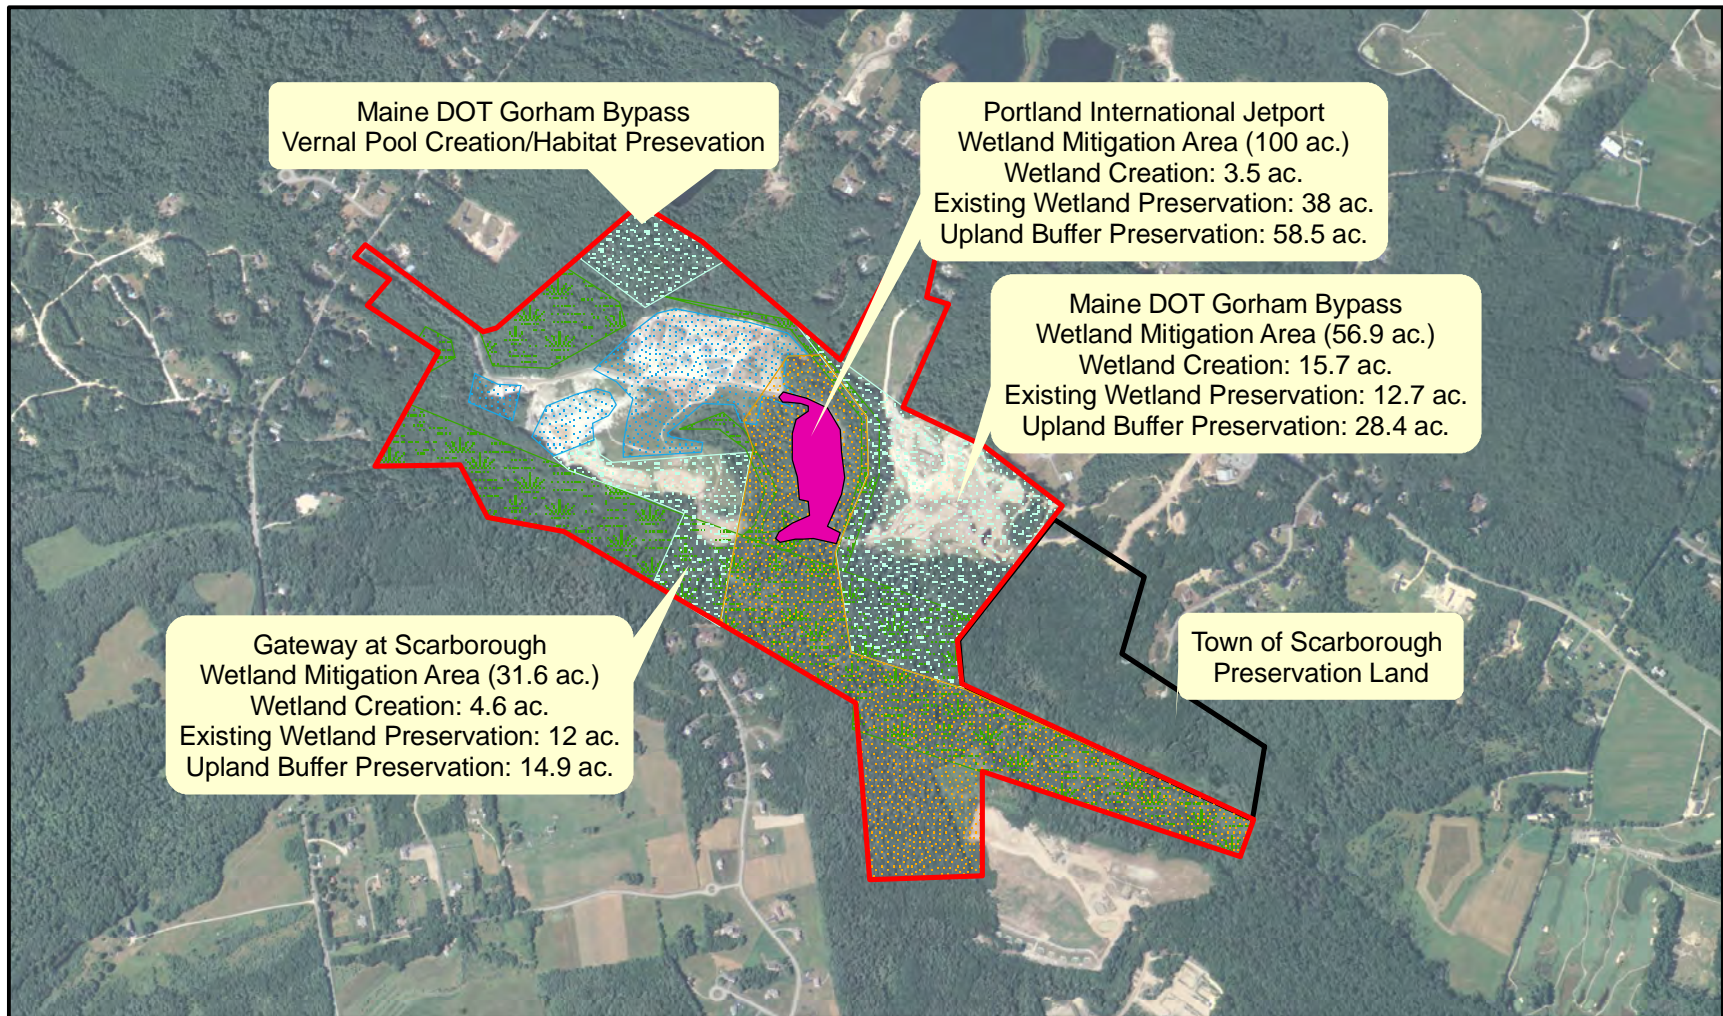 Maine DOT Gorham Bypass
Vernal Pool Creation/Habitat Presevation
Portland International Jetport
Wetland Mitigation Area (100 ac.)
Wetland Creation: 3.5 ac.
Existing Wetland Preservation: 38 ac.
Upland Buffer Preservation: 58.5 ac.
Maine DOT Gorham Bypass
Wetland Mitigation Area (56.9 ac.)
Wetland Creation: 15.7 ac.
Existing Wetland Preservation: 12.7 ac.
Upland Buffer Preservation: 28.4 ac.
Gateway at Scarborough
Wetland Mitigation Area (31.6 ac.)
Wetland Creation: 4.6 ac.
Existing Wetland Preservation: 12 ac.
Upland Buffer Preservation: 14.9 ac.
Town of Scarborough
Preservation Land